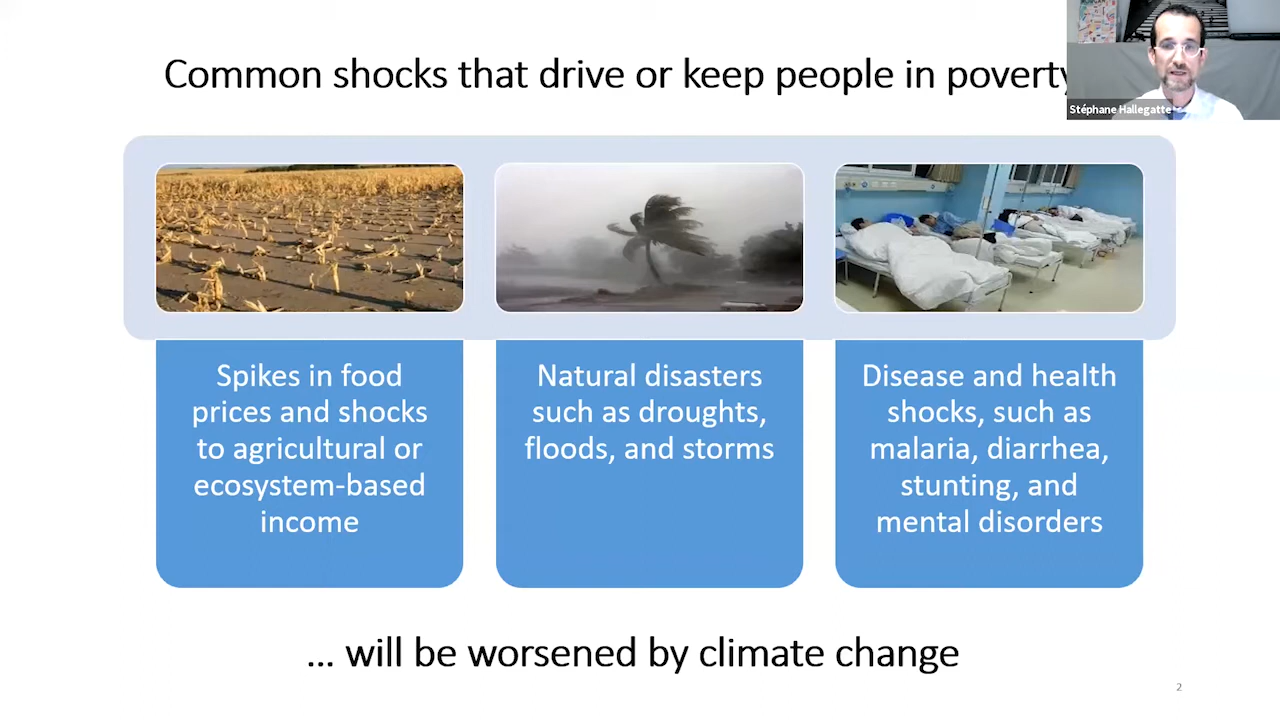 Common shocks that drive or keep people in poverty
Stéphane Hallegatte
Spikes in food
prices and shocks
to agricultural or
ecosystem-based
income
Natural disasters
such as droughts,
floods, and storms
Disease and health
shocks, such as
malaria, diarrhea,
stunting, and
mental disorders
... will be worsened by climate change
2